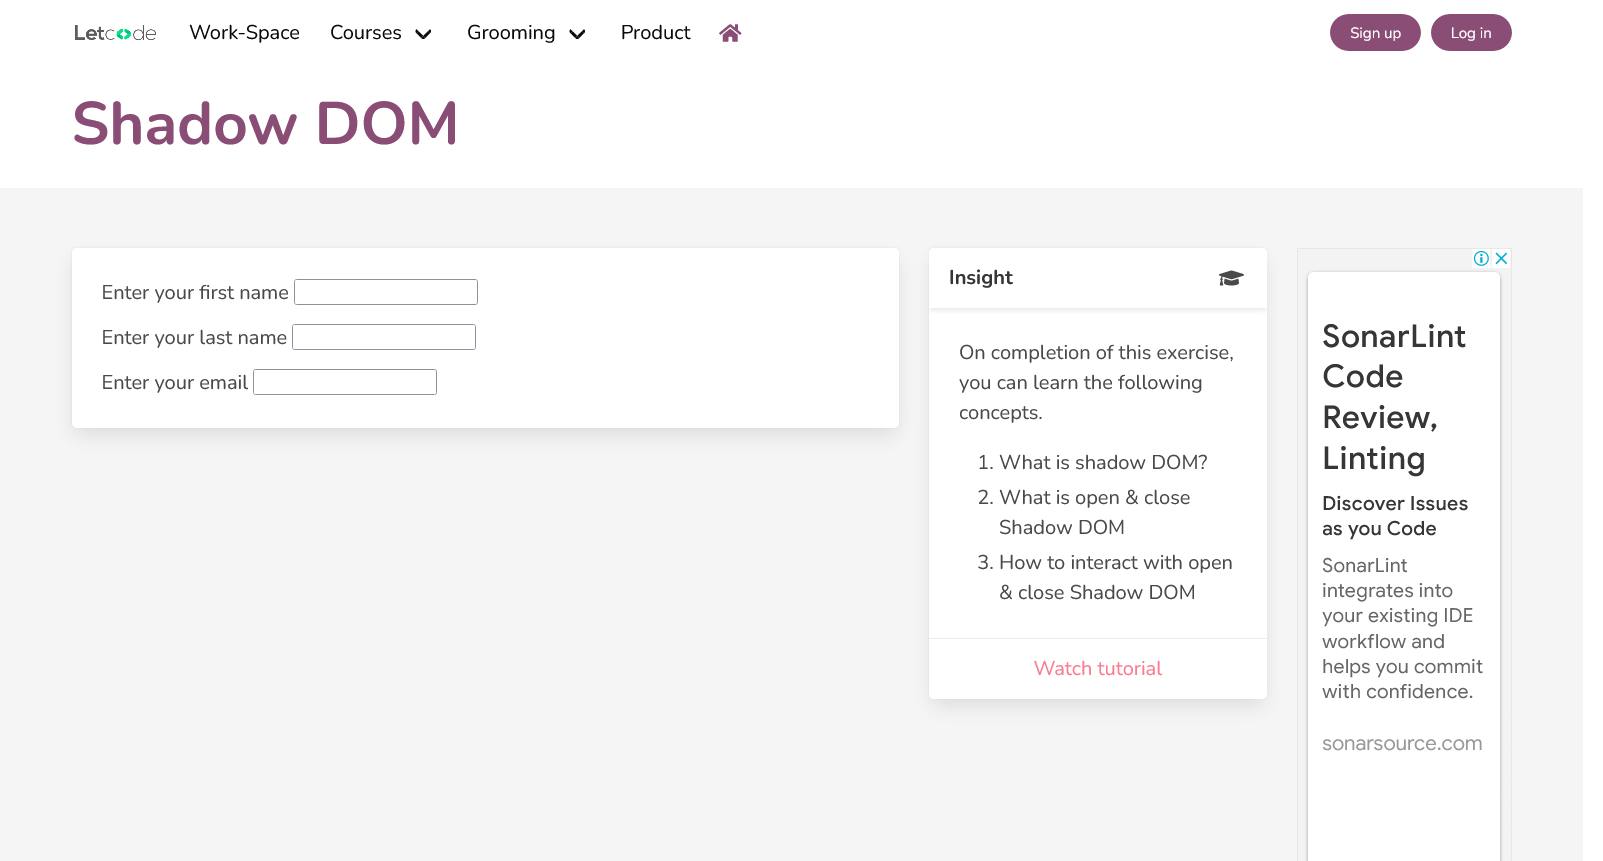 Letcode Work-Space Courses Grooming Product Sign up Log in
Shadow DOM
Enter your first name
Enter your last name
Enter your email
Insight
On completion of this exercise,
you can learn the following
concepts.
1. What is shadow DOM?
2. What is open & close
Shadow DOM
3. How to interact with open
& close Shadow DOM
Watch tutorial
SonarLint
Code
Review,
Linting
Discover Issues
as you Code
SonarLint
integrates into
your existing IDE
workflow and
helps you commit
with confidence.
sonarsource.com